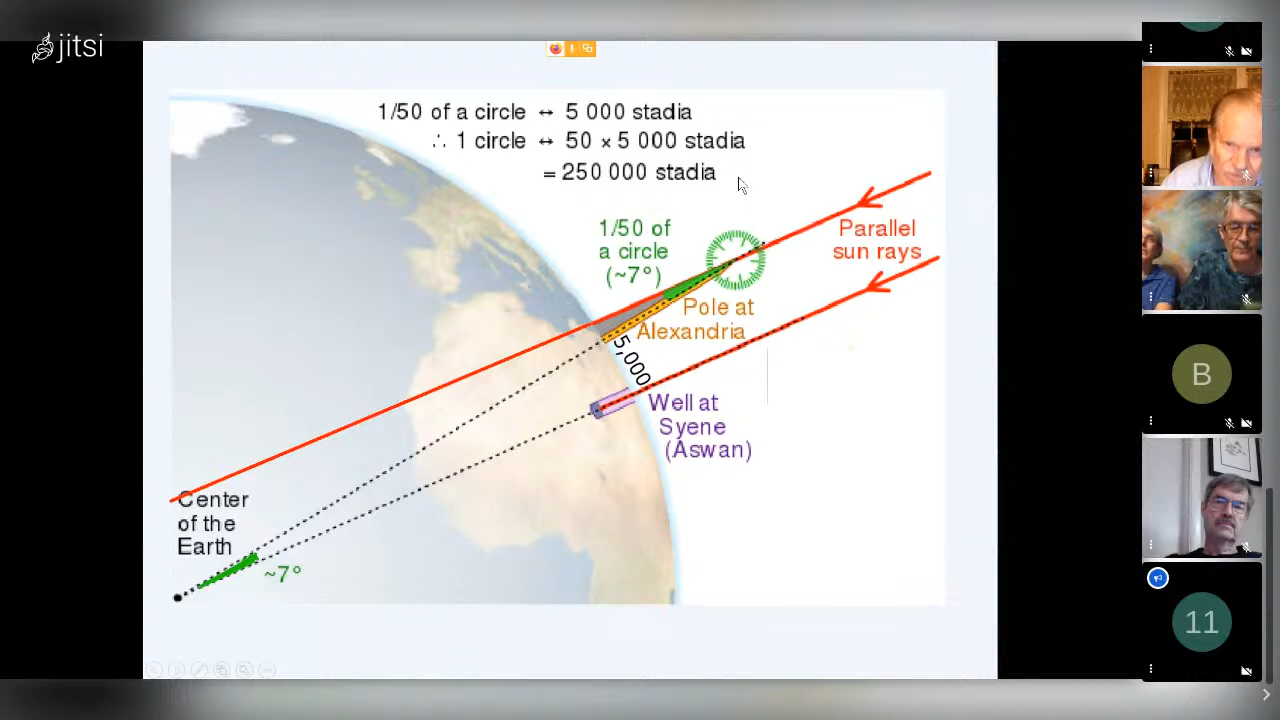 jitsi
1/50 of a circle ↔ 5 000 stadia
∴ 1 circle ↔ 50 × 5 000 stadia
= 250 000 stadia
1/50 of
a circle
(~7°)
Parallel
sun rays
Pole at
Alexandria
5,000
Well at
Syene
(Aswan)
Center
of the
Earth
~7°
B
11